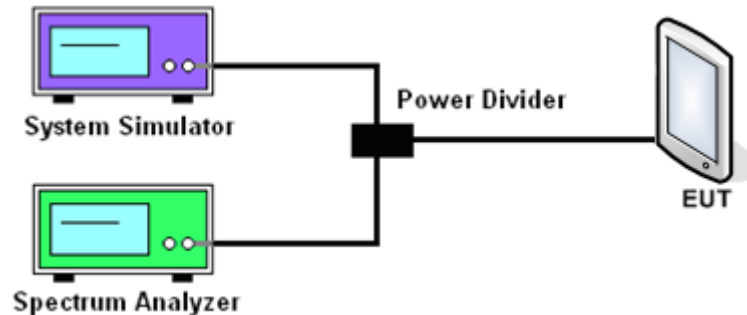 System Simulator
Power Divider
EUT
Spectrum Analyzer